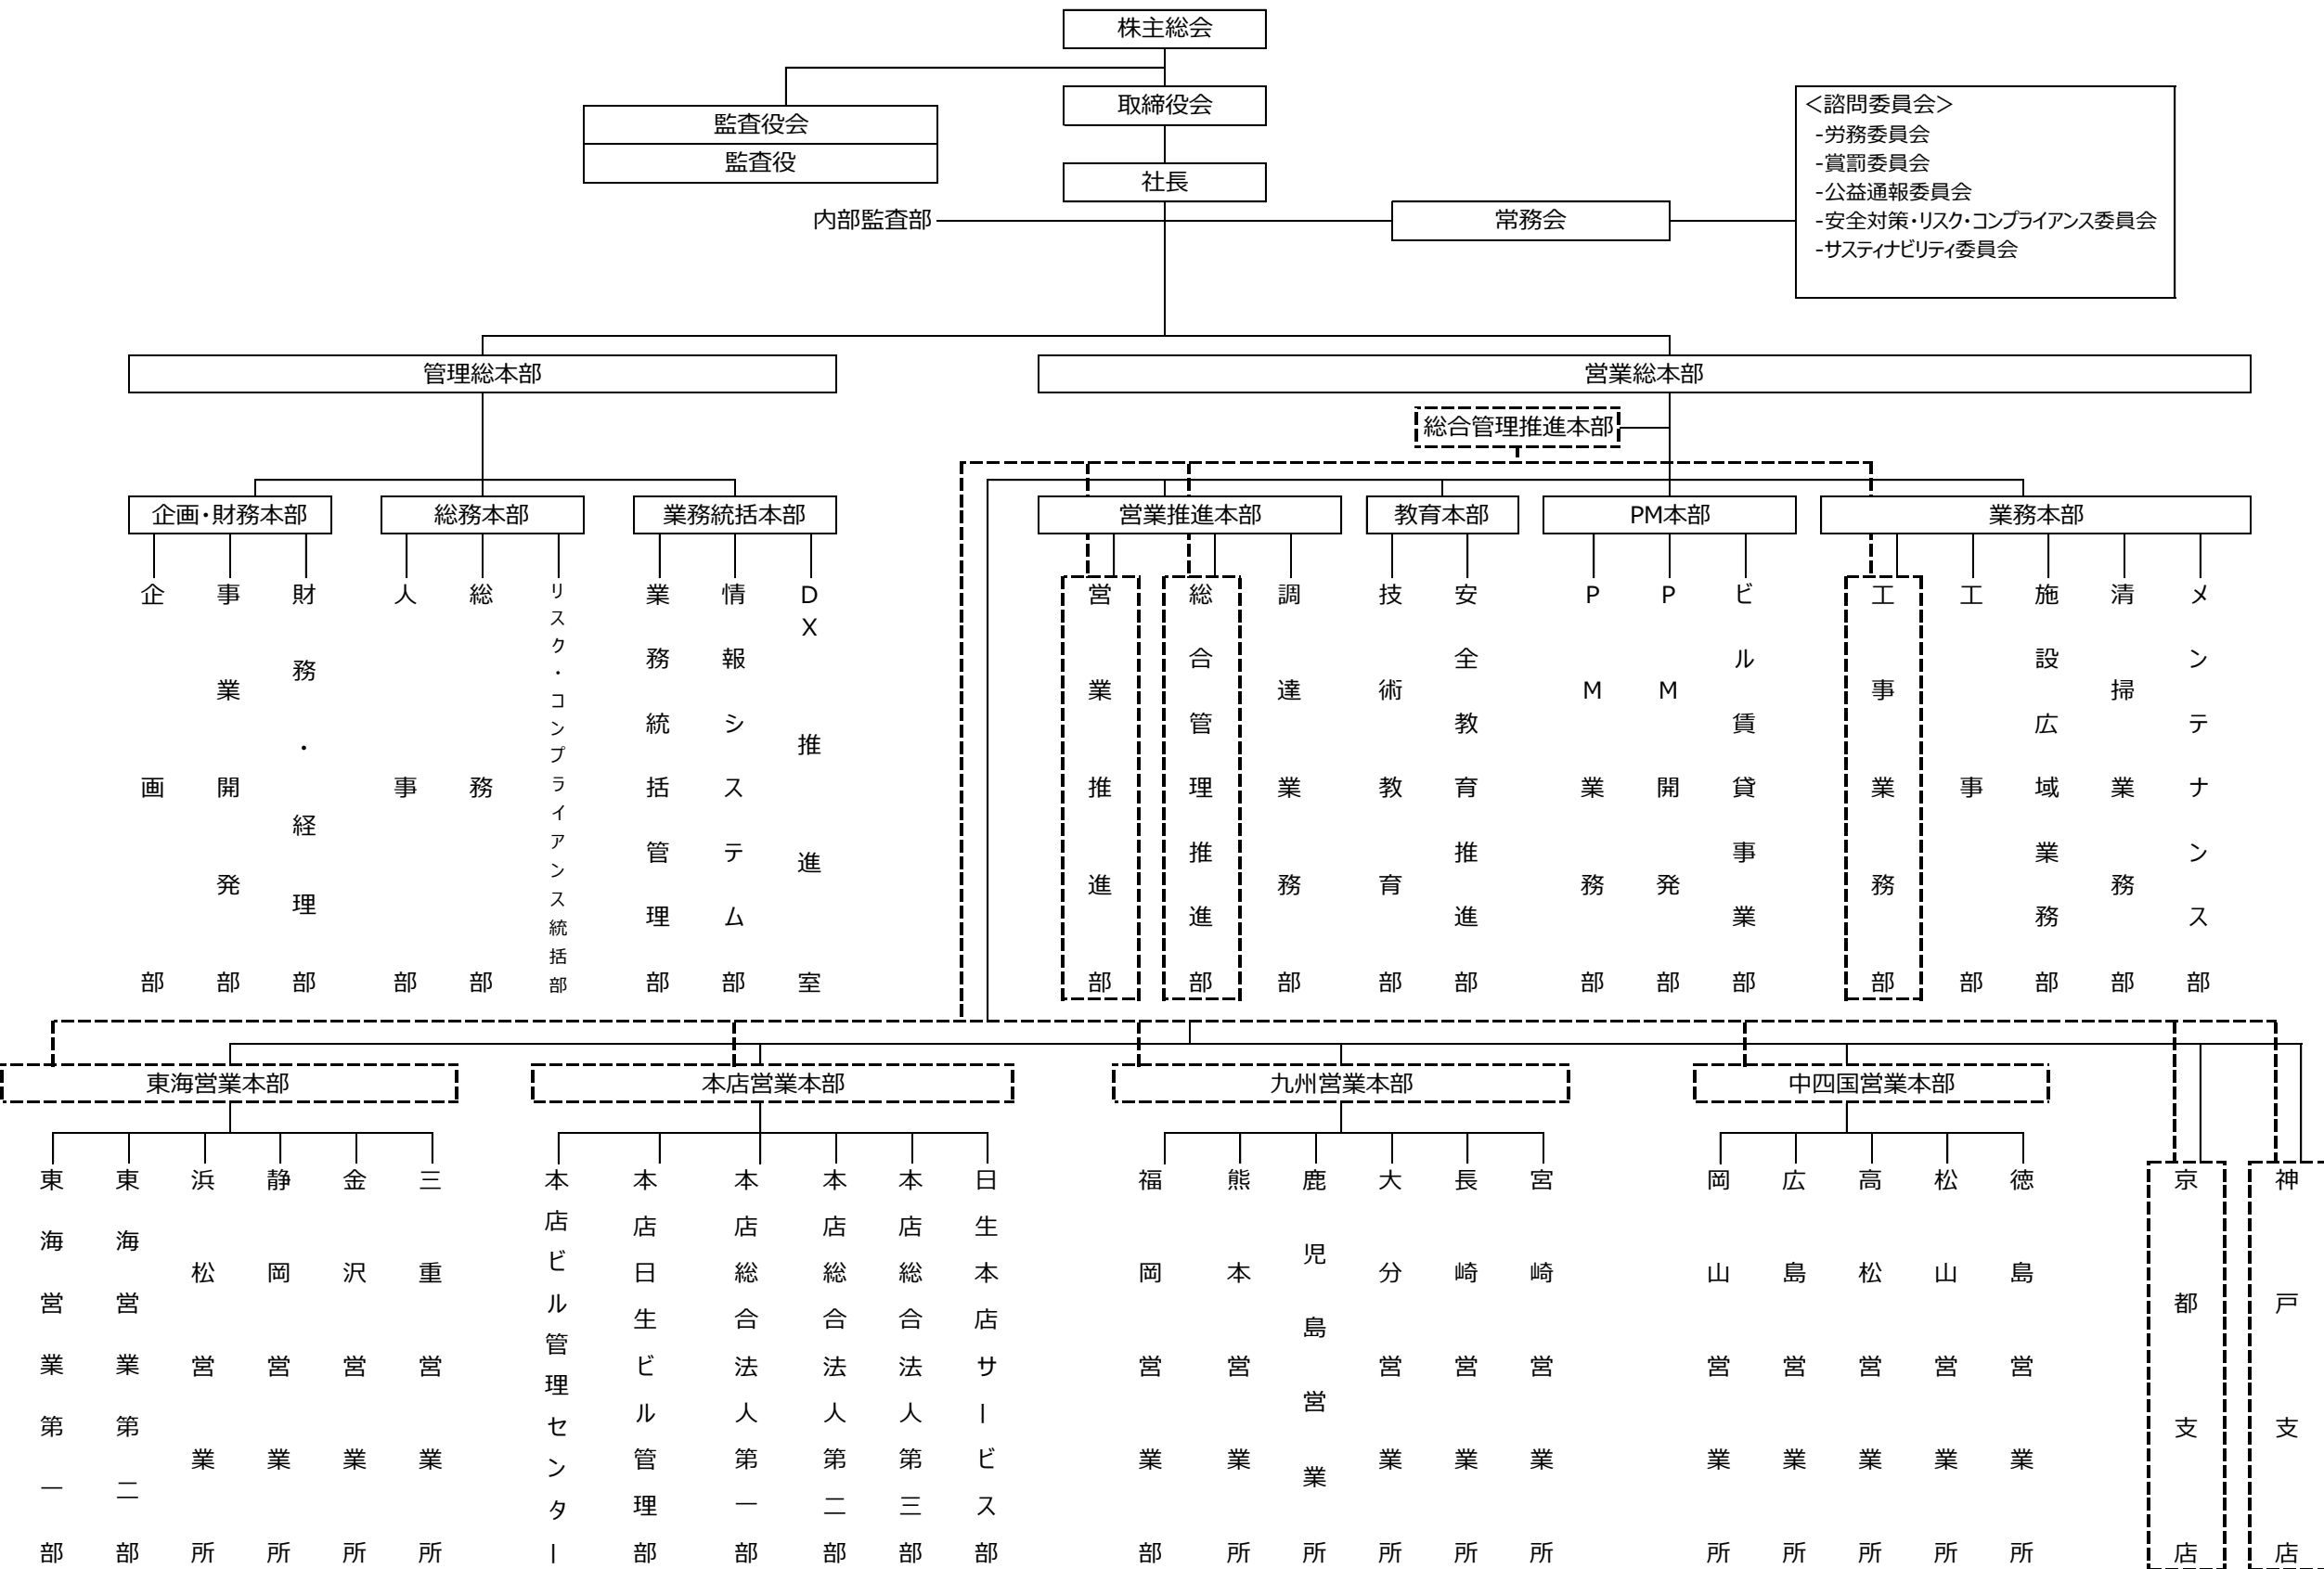 株主総会
取締役会
監査役会
監査役
社長
内部監査部
常務会
＜諮問委員会＞
-労務委員会
-賞罰委員会
-公益通報委員会
-安全対策・リスク・コンプライアンス委員会
-サスティナビリティ委員会
管理総本部
営業総本部
総合管理推進本部
企画・財務本部
総務本部
業務統括本部
営業推進本部
教育本部
PM本部
業務本部
企画部
事業開発部
財務・経理部
人事部
総務部
リスク・コンプライアンス統括部
業務統括管理部
情報システム部
DX推進室
営業推進部
総合管理推進部
調達業務部
技術教育部
安全教育推進部
PM業務部
PM開発部
ビル賃貸事業部
工事業務部
工事部
施設広域業務部
清掃業務部
メンテナンス部
東海営業本部
本店営業本部
九州営業本部
中四国営業本部
東海営業第一部
東海営業第二部
浜松営業所
静岡営業所
金沢営業所
三重営業所
本店ビル管理センター
本店日生ビル管理部
本店総合法人第一部
本店総合法人第二部
本店総合法人第三部
日生本店サービス部
福岡営業部
熊本営業所
鹿児島営業所
大分営業所
長崎営業所
宮崎営業所
岡山営業所
広島営業所
高松営業所
松山営業所
徳島営業所
京都支店
神戸支店